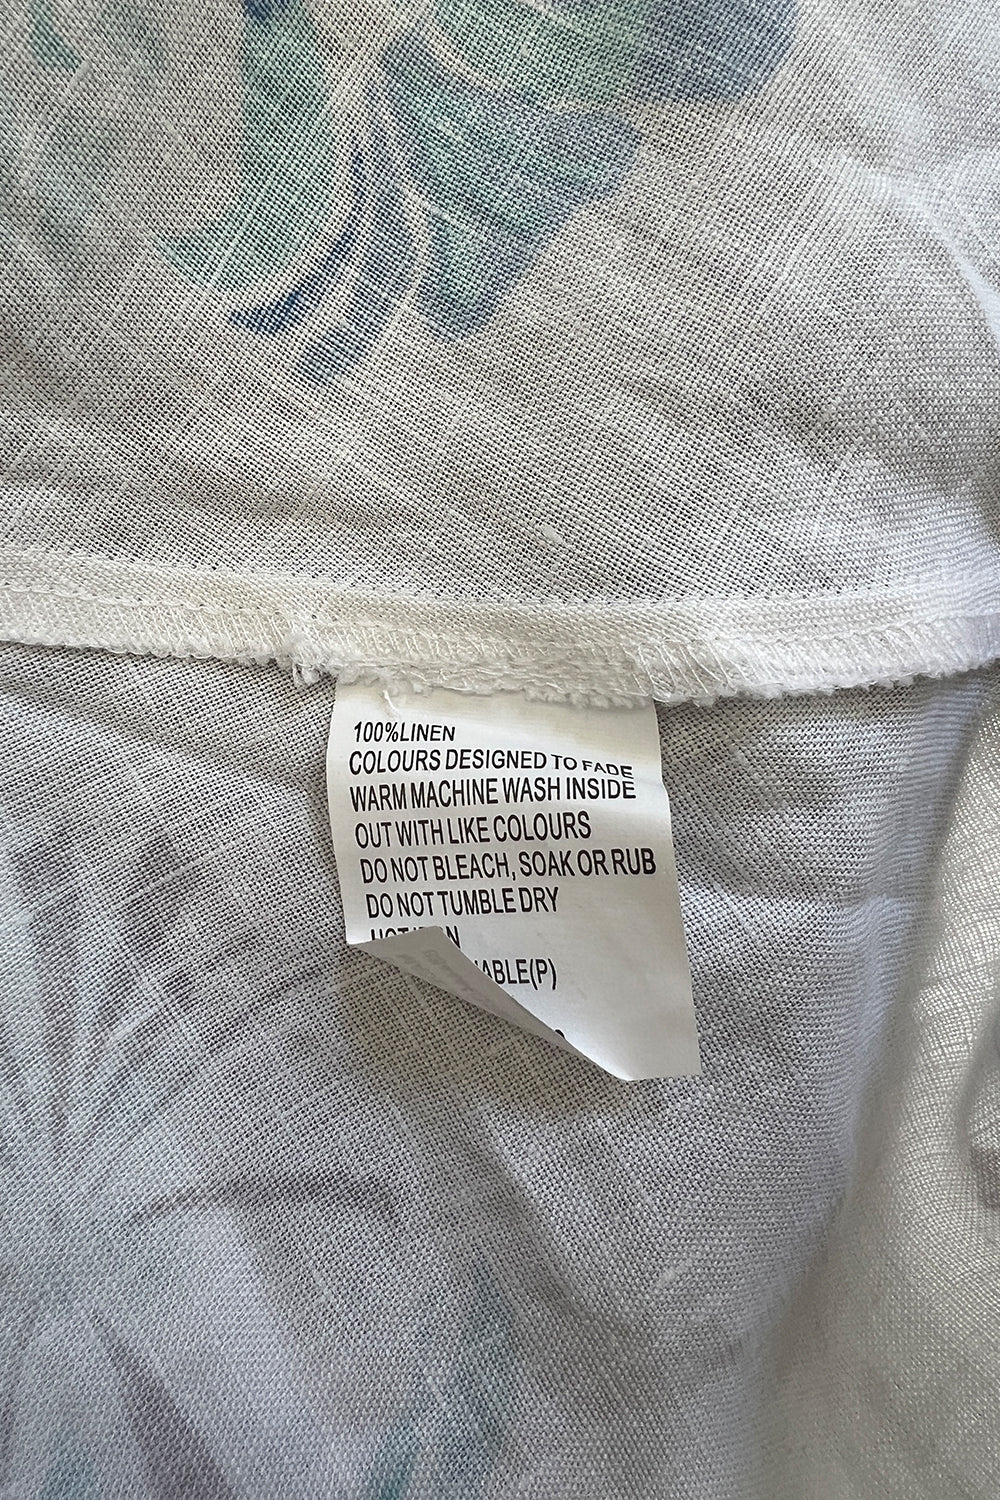 100%LINEN
COLOURS DESIGNED TO FADE
WARM MACHINE WASH INSIDE
OUT WITH LIKE COLOURS
DO NOT BLEACH, SOAK OR RUB
DO NOT TUMBLE DRY